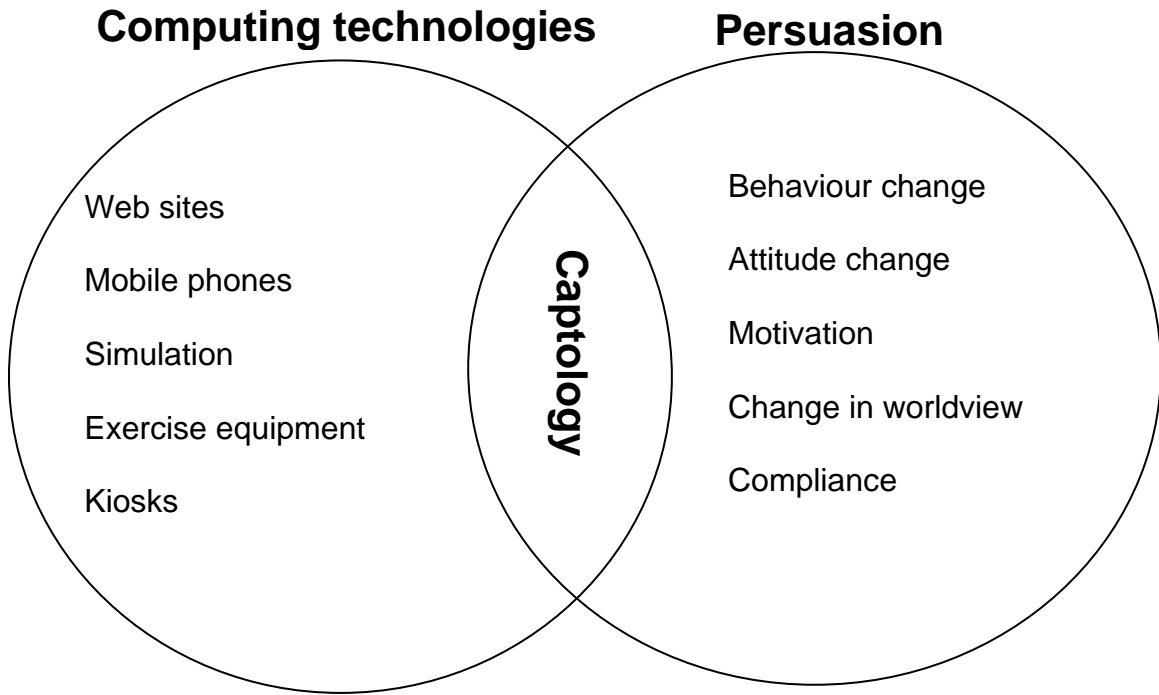 Computing technologies
Persuasion
Web sites
Mobile phones
Simulation
Exercise equipment
Kiosks
Captology
Behaviour change
Attitude change
Motivation
Change in worldview
Compliance